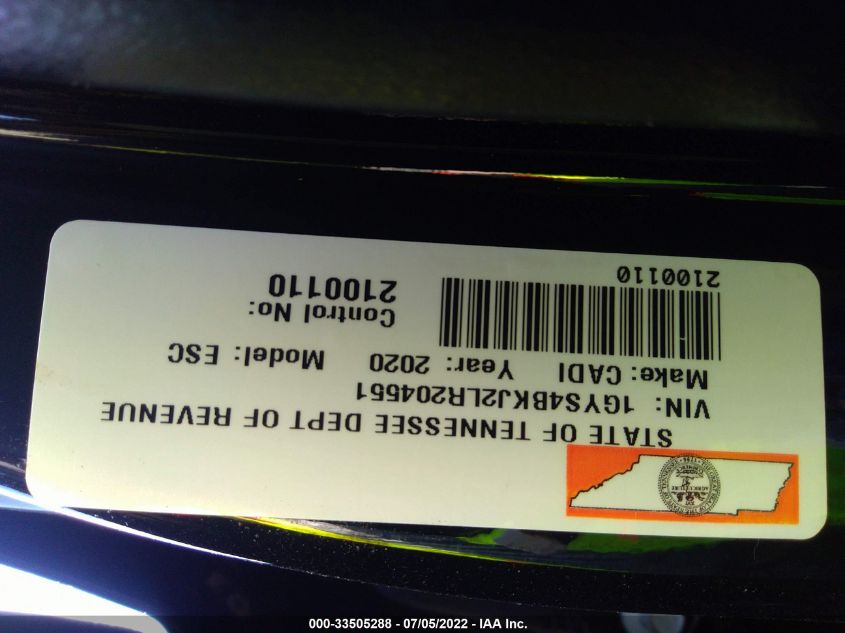 STATE OF TENNESSEE DEPT OF REVENUE
VIN: 1GYS4BKJ2LR204551
Make: CADI Year: 2020 Model: ESC
Control No:
2100110
2100110
AGRICULTURE
000-33505288 - 07/05/2022 - IAA Inc.